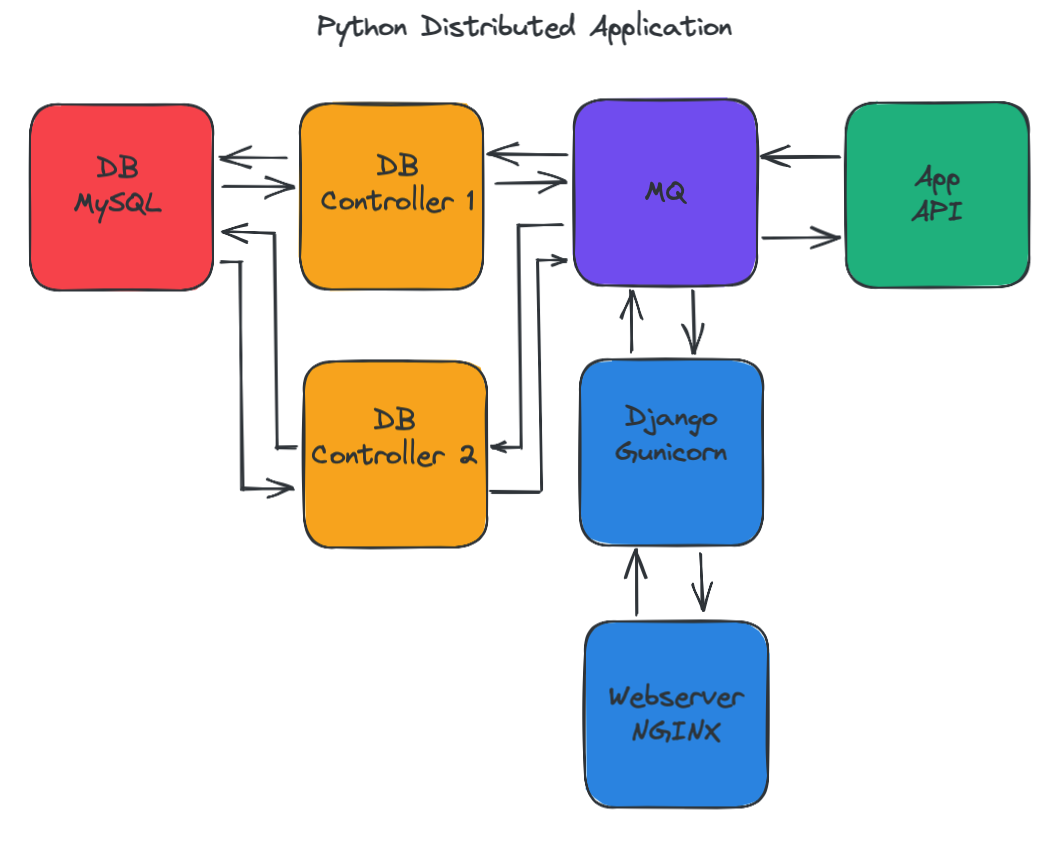 Python Distributed Application
DB
MySQL
DB
Controller 1
MQ
App
API
DB
Controller 2
Django
Gunicorn
Webserver
NGINX